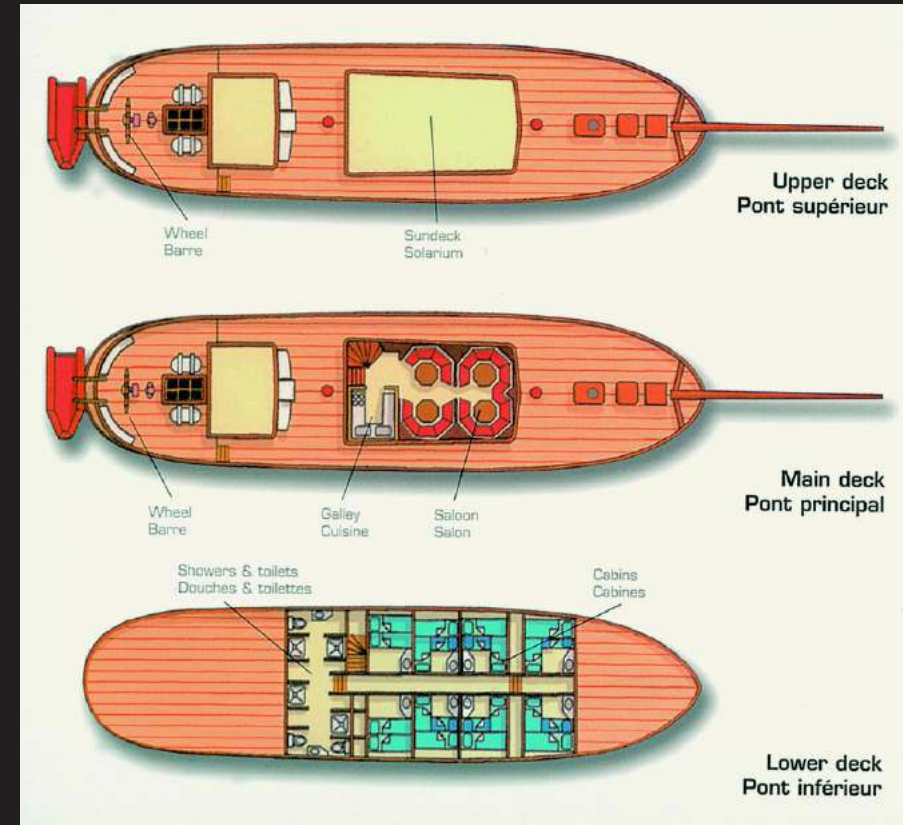 Upper deck
Pont supérieur
Wheel
Barre
Sundeck
Solarium
Main deck
Pont principal
Wheel
Barre
Galley
Cuisine
Saloon
Salon
Showers & toilets
Douches & toilettes
Cabins
Cabines
Lower deck
Pont inférieur